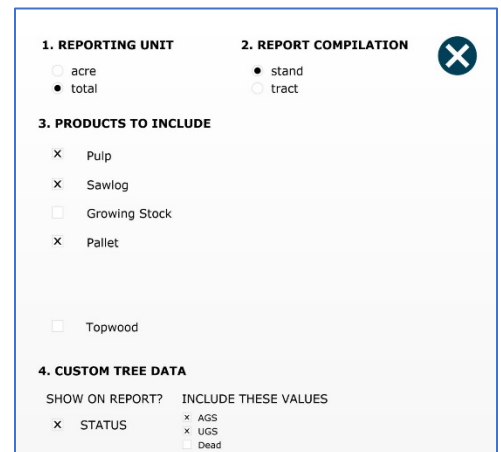 1. REPORTING UNIT 2. REPORT COMPILATION
acre stand
total tract
3. PRODUCTS TO INCLUDE
x Pulp
x Sawlog
Growing Stock
x Pallet
Topwood
4. CUSTOM TREE DATA
SHOW ON REPORT? INCLUDE THESE VALUES
x STATUS x AGS
x UGS
Dead